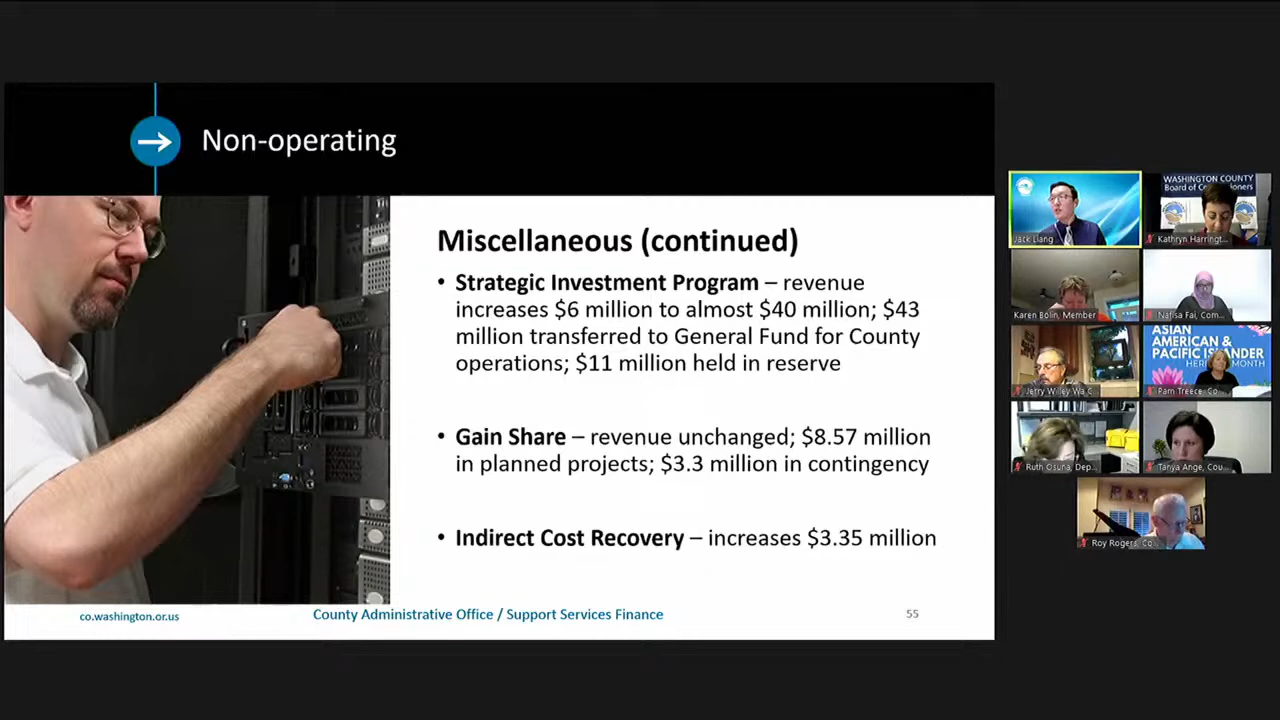 Non-operating
Miscellaneous (continued)
• Strategic Investment Program – revenue
increases $6 million to almost $40 million; $43
million transferred to General Fund for County
operations; $11 million held in reserve
• Gain Share – revenue unchanged; $8.57 million
in planned projects; $3.3 million in contingency
• Indirect Cost Recovery – increases $3.35 million
co.washington.or.us
County Administrative Office / Support Services Finance
55
Jack Liang
WASHINGTON COUNTY
Board of
Kathryn Harringt...
Karen Bolin, Member
Nafisa Fai, Com...
Jerry Willey Wa C...
ASIAN
AMERICAN &
PACIFIC ISLANDER
Pam Treece- Co...
Ruth Osuna, Dep...
Tanya Ange, Cou...
Roy Rogers, Co...